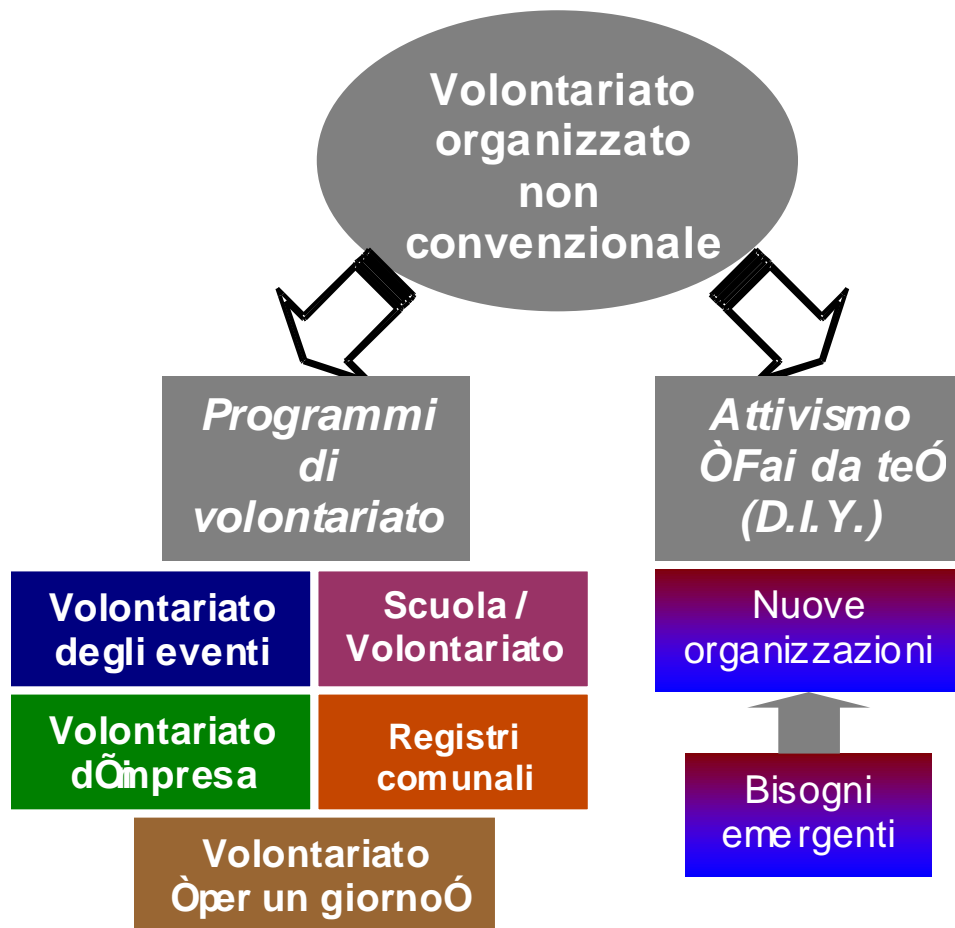 Volontariato
organizzato
non
convenzionale
Programmi
di
volontariato
Attivismo
ÒFai da teÓ
(D.I.Y.)
Volontariato
degli eventi
Scuola /
Volontariato
Nuove
organizzazioni
Volontariato
dÕimpresa
Registri
comunali
Bisogni
emergenti
Volontariato
Òper un giornoÓ